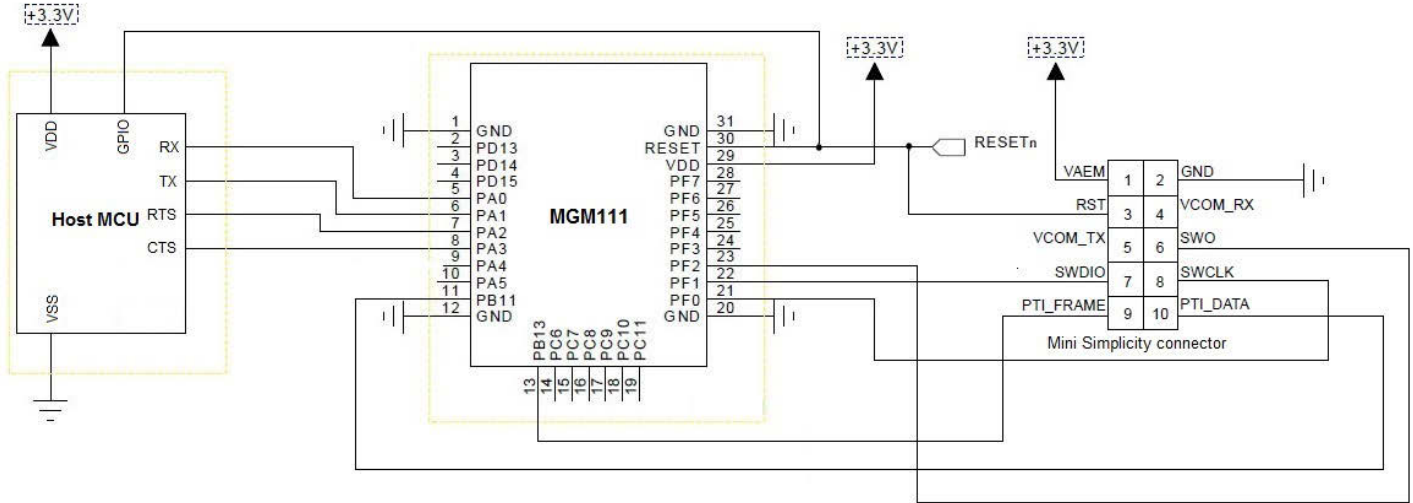 +3.3V
+3.3V
+3.3V
VDD
GPIO
RX
TX
RTS
CTS
Host MCU
VSS
1 GND
2 PD13
3 PD14
4 PD15
5 PA0
6 PA1
7 PA2
8 PA3
9 PA4
10 PA5
11 PB11
12 GND
MGM111
GND 31
RESET 30
VDD 29
PF7 28
PF6 27
PF5 26
PF4 25
PF3 24
PF2 23
PF1 22
PF0 21
GND 20
PB13
PC6
PC7
PC8
PC9
PC10
PC11
13
14
15
16
17
18
19
RESETn
VAEM 1 2 GND
RST 3 4 VCOM_RX
VCOM_TX 5 6 SWO
SWDIO 7 8 SWCLK
PTI_FRAME 9 10 PTI_DATA
Mini Simplicity connector